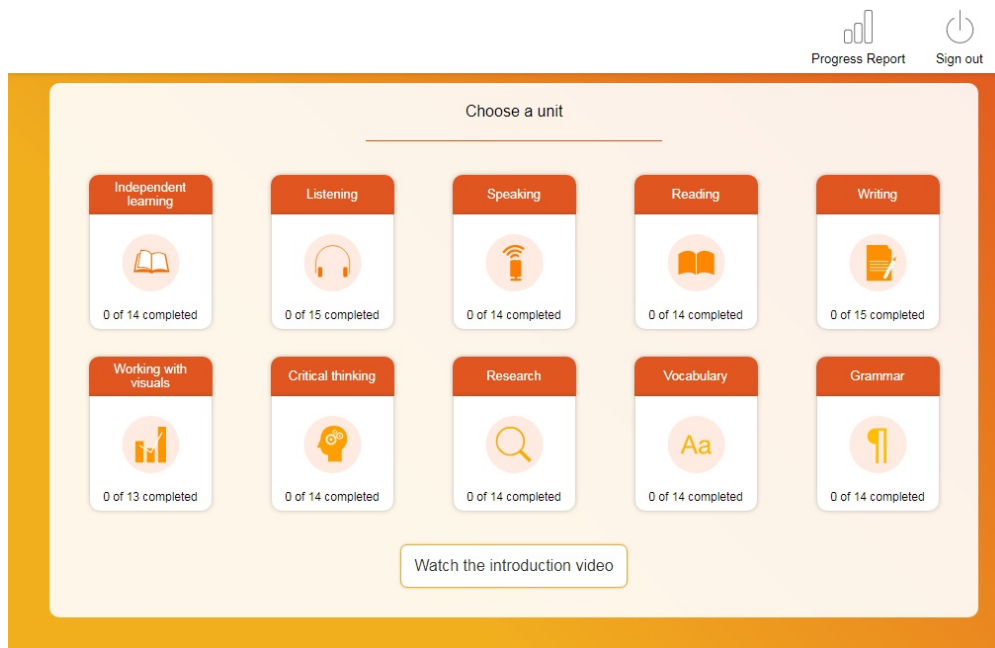 Progress Report
Sign out
Choose a unit
Independent
learning
Listening
Speaking
Reading
Writing
0 of 14 completed
0 of 15 completed
0 of 14 completed
0 of 14 completed
0 of 15 completed
Working with
visuals
Critical thinking
Research
Vocabulary
Grammar
Aa
¶
0 of 13 completed
0 of 14 completed
0 of 14 completed
0 of 14 completed
0 of 14 completed
Watch the introduction video